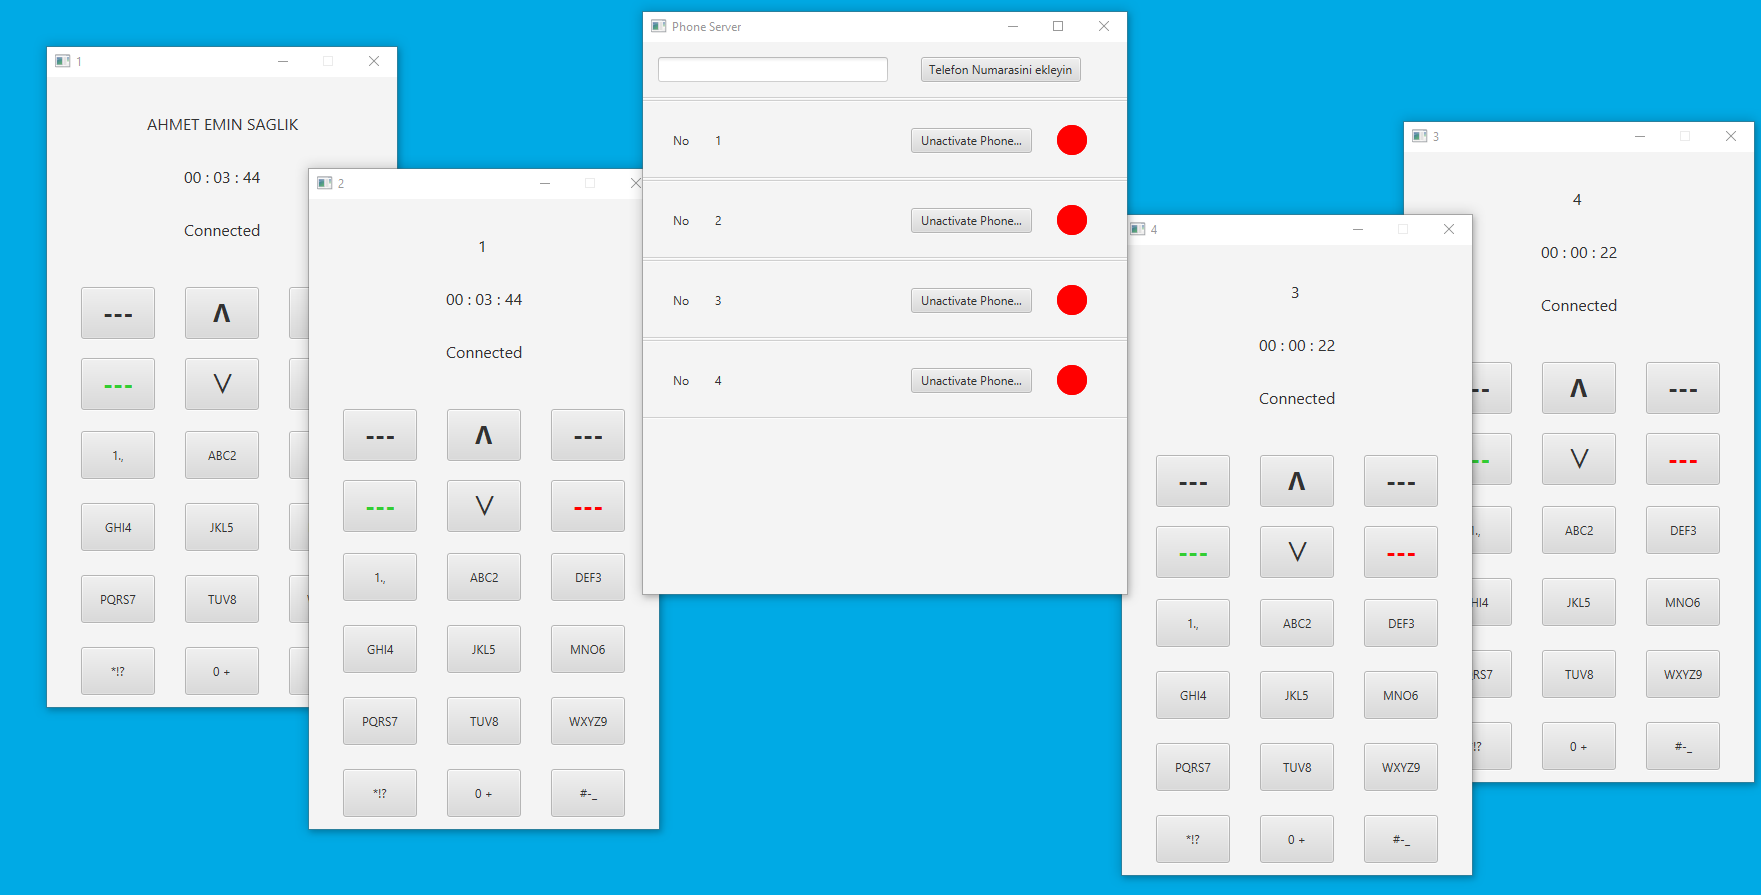 1
AHMET EMIN SAGLIK
00 : 03 : 44
Connected
--- Λ
--- V
1., ABC2
GHI4 JKL5
PQRS7 TUV8
*!? 0 +
2
1
00 : 03 : 44
Connected
--- Λ ---
--- V ---
1., ABC2 DEF3
GHI4 JKL5 MNO6
PQRS7 TUV8 WXYZ9
*!? 0 + #-_
Phone Server
Telefon Numarasini ekleyin
No 1 Unactivate Phone...
No 2 Unactivate Phone...
No 3 Unactivate Phone...
No 4 Unactivate Phone...
4
3
00 : 00 : 22
Connected
--- Λ ---
--- V ---
1., ABC2 DEF3
GHI4 JKL5 MNO6
PQRS7 TUV8 WXYZ9
*!? 0 + #-_
3
4
00 : 00 : 22
Connected
-- Λ ---
-- V ---
., ABC2 DEF3
HI4 JKL5 MNO6
RS7 TUV8 WXYZ9
!? 0 + #-_